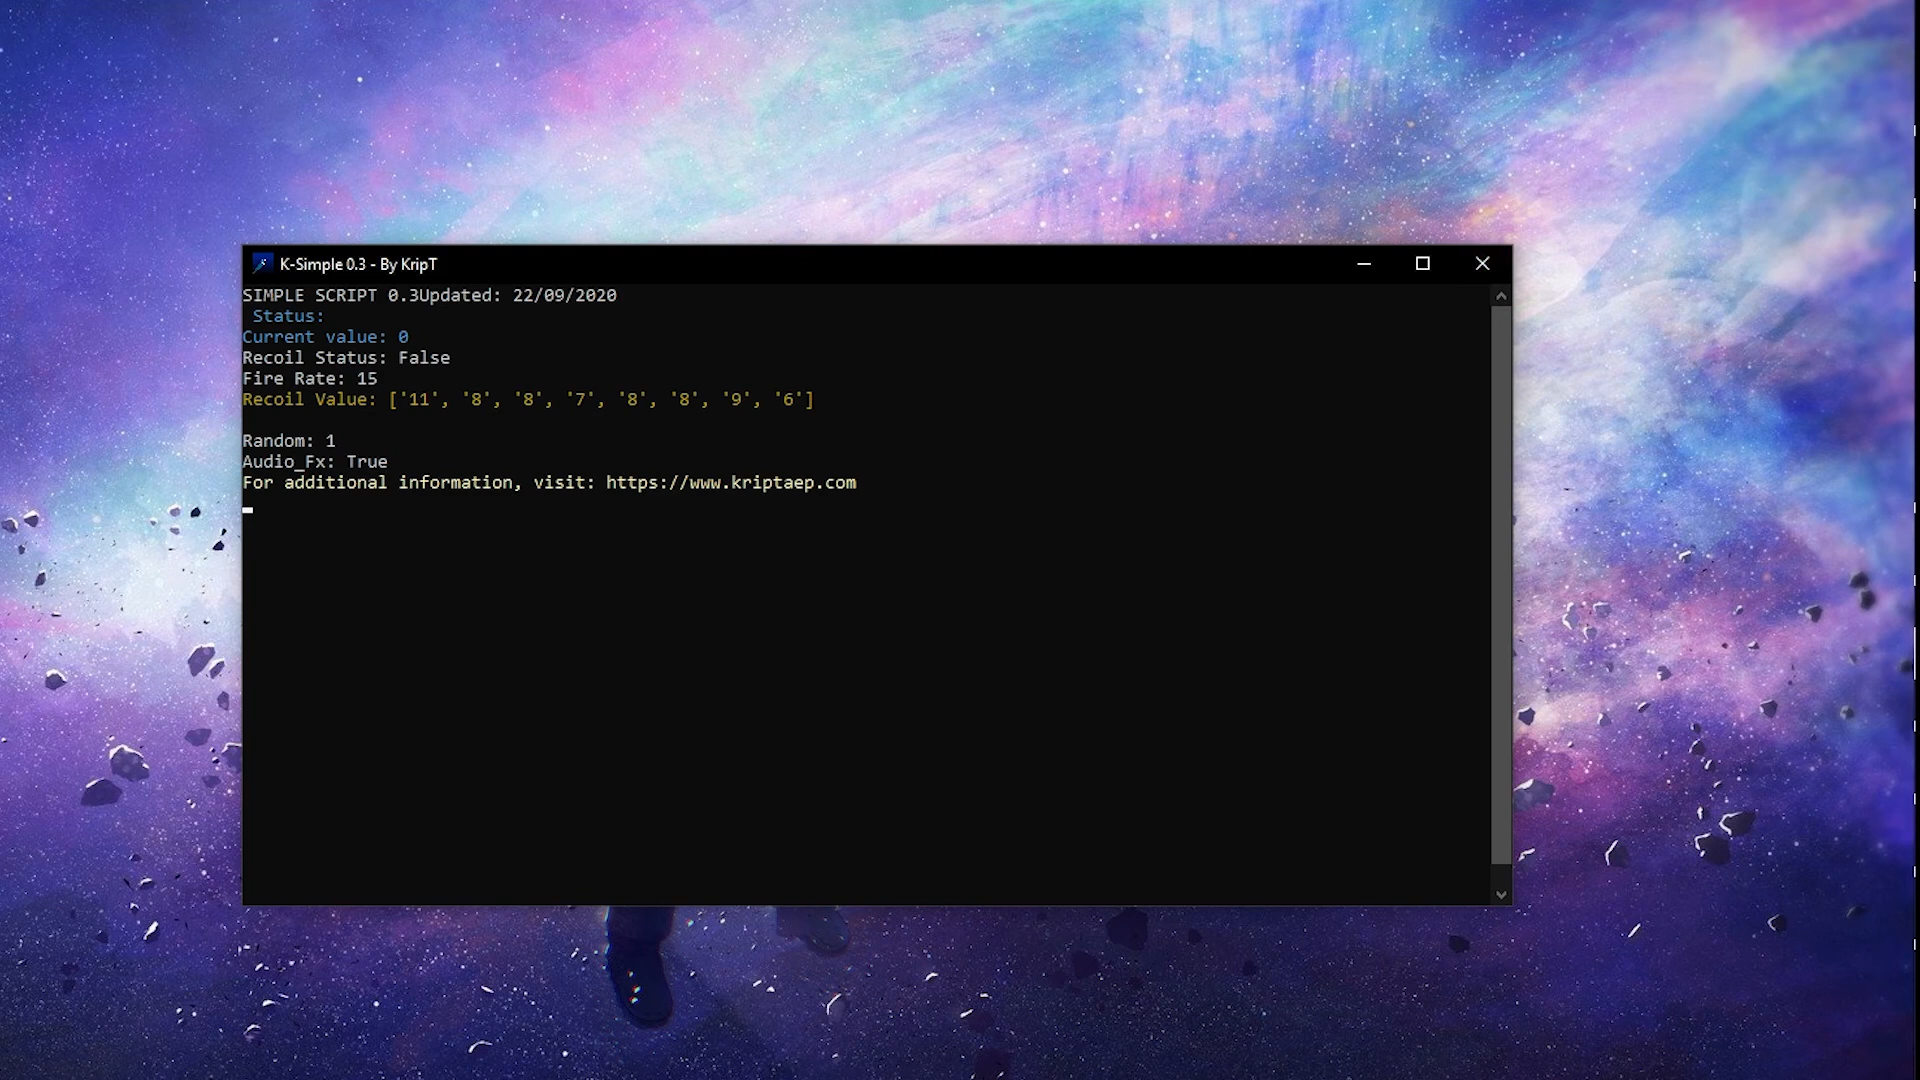 K-Simple 0.3 - By KripT
SIMPLE SCRIPT 0.3Updated: 22/09/2020
Status:
Current value: 0
Recoil Status: False
Fire Rate: 15
Recoil Value: ['11', '8', '8', '7', '8', '8', '9', '6']
Random: 1
Audio_Fx: True
For additional information, visit: https://www.kriptaep.com